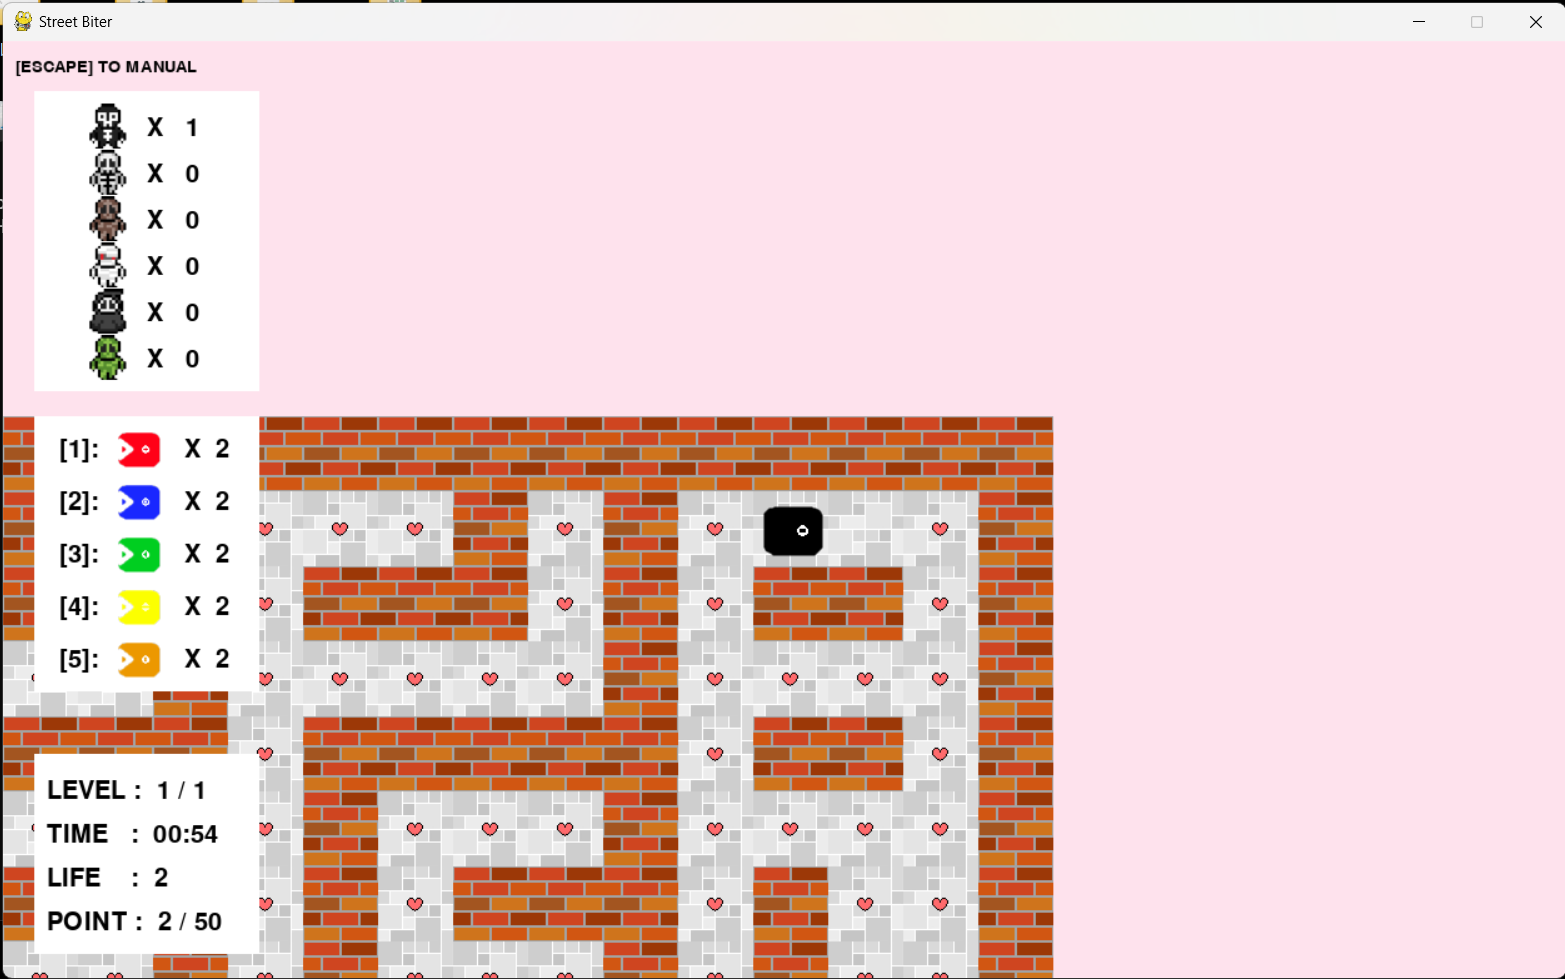 Street Biter
[ESCAPE] TO MANUAL
X 1
X 0
X 0
X 0
X 0
X 0
[1]: X 2
[2]: X 2
[3]: X 2
[4]: X 2
[5]: X 2
LEVEL : 1 / 1
TIME : 00:54
LIFE : 2
POINT : 2 / 50